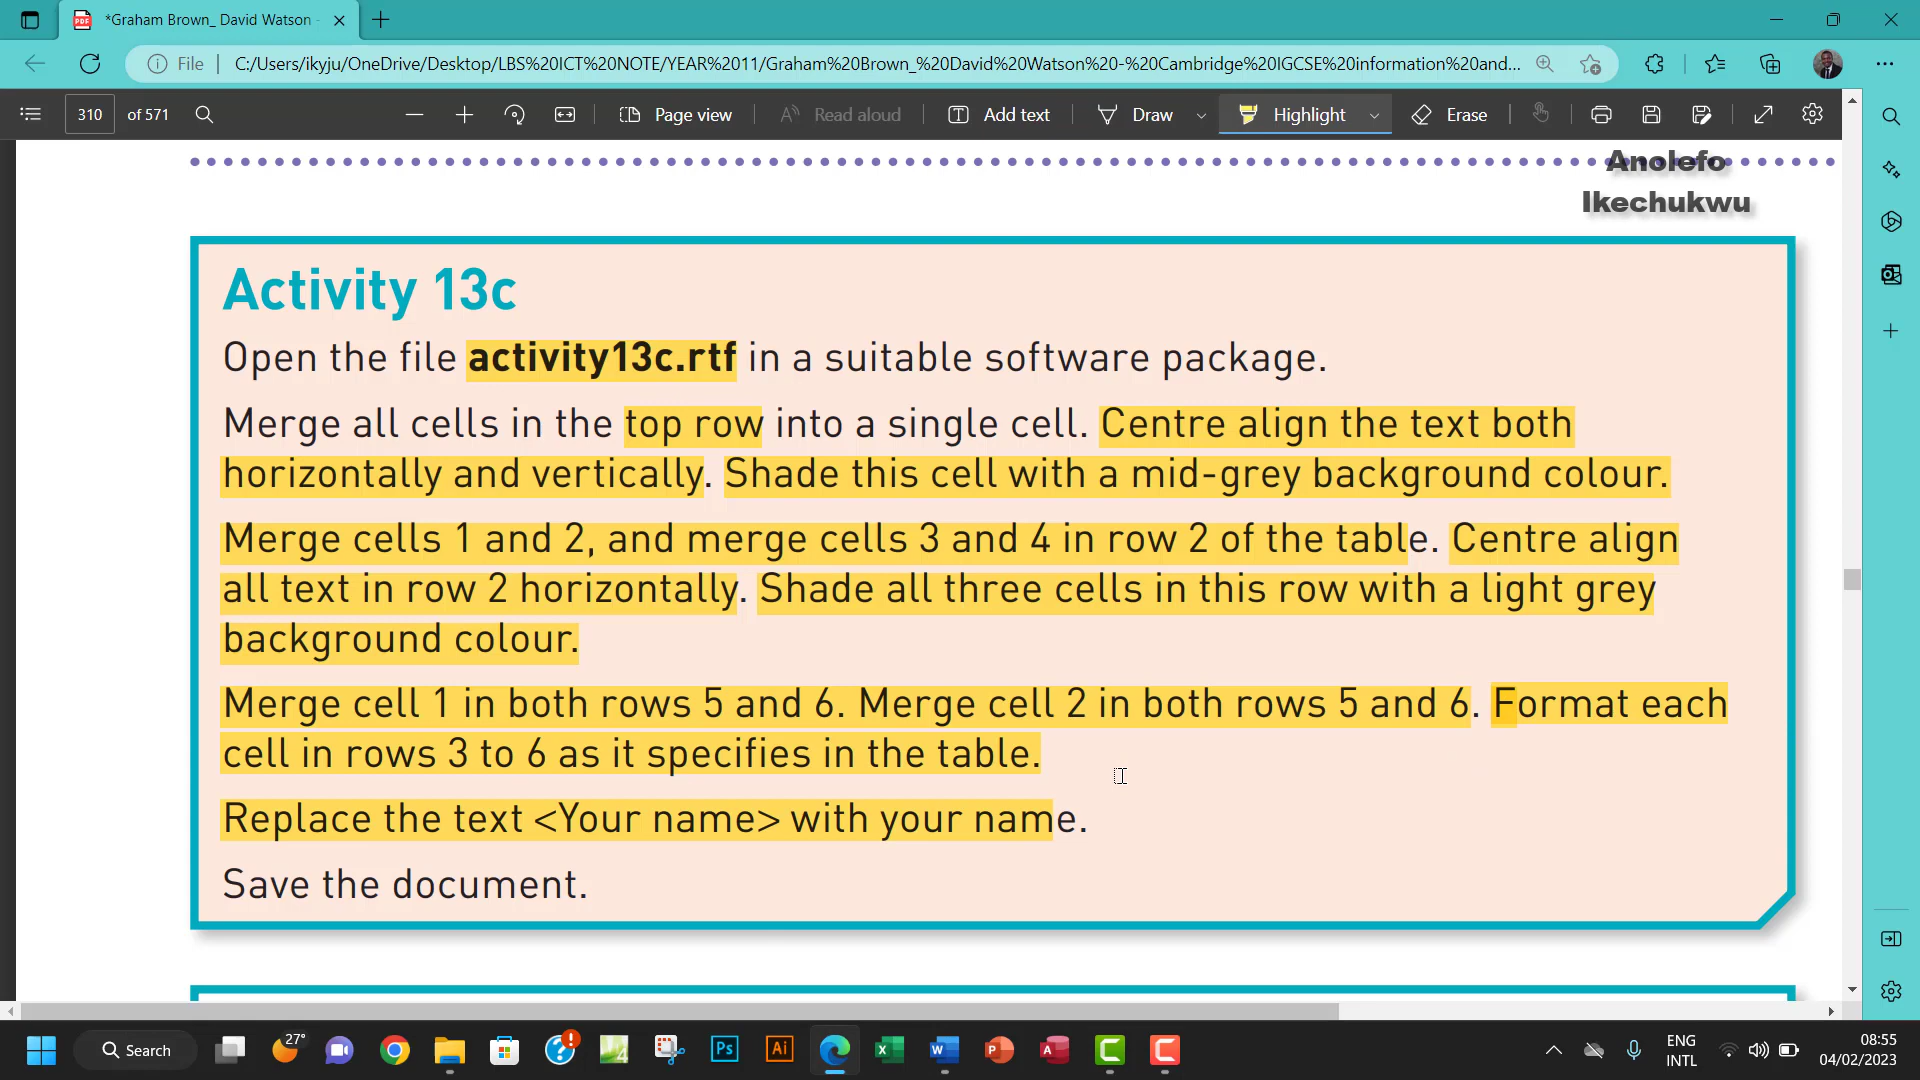 *Graham Brown_ David Watson -
File
C:/Users/ikyju/OneDrive/Desktop/LBS%20ICT%20NOTE/YEAR%2011/Graham%20Brown_%20David%20Watson%20-%20Cambridge%20IGCSE%20information%20and...
310 of 571
Page view
Read aloud
Add text
Draw
Highlight
Erase
Anolefo
Ikechukwu
Activity 13c
Open the file activity13c.rtf in a suitable software package.
Merge all cells in the top row into a single cell. Centre align the text both
horizontally and vertically. Shade this cell with a mid-grey background colour.
Merge cells 1 and 2, and merge cells 3 and 4 in row 2 of the table. Centre align
all text in row 2 horizontally. Shade all three cells in this row with a light grey
background colour.
Merge cell 1 in both rows 5 and 6. Merge cell 2 in both rows 5 and 6. Format each
cell in rows 3 to 6 as it specifies in the table.
Replace the text <Your name> with your name.
Save the document.
Search
27°
Ps
Ai
ENG
INTL
08:55
04/02/2023